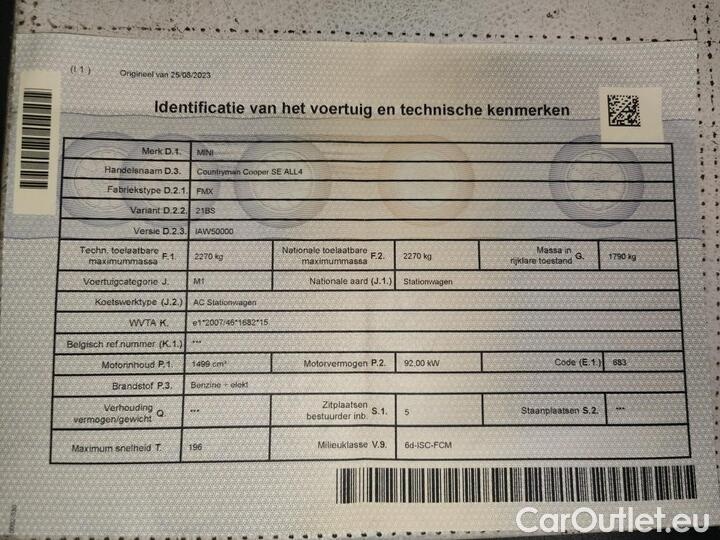 (I.1) Origineel van 25/08/2023
Identificatie van het voertuig en technische kenmerken
Merk D.1. MINI
Handelsnaam D.3. Countryman Cooper SE ALL4
Fabriekstype D.2.1. FMX
Variant D.2.2. 21BS
Versie D.2.3. IAW50000
Techn. toelaatbare maximummassa F.1. 2270 kg Nationale toelaatbare maximummassa F.2. 2270 kg Massa in rijklare toestand G. 1790 kg
Voertuigcategorie J. M1 Nationale aard (J.1.) Stationwagen
Koetswerktype (J.2.) AC Stationwagen
WVTA K. e1*2007/46*1682*15
Belgisch ref.nummer (K.1.) ***
Motorinhoud P.1. 1499 cm³ Motorvermogen P.2. 92,00 kW Code (E.1.) 683
Brandstof P.3. Benzine + elekt
Verhouding vermogen/gewicht Q. *** Zitplaatsen bestuurder inb. S.1. 5 Staanplaatsen S.2. ***
Maximum snelheid T. 196 Milieuklasse V.9. 6d-ISC-FCM
CarOutlet.eu